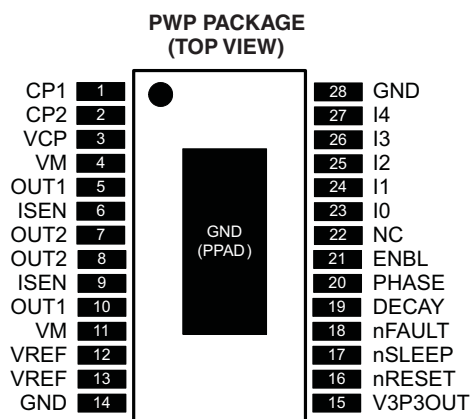 PWP PACKAGE
(TOP VIEW)
CP1 1 28 GND
CP2 2 27 I4
VCP 3 26 I3
VM 4 25 I2
OUT1 5 24 I1
ISEN 6 23 I0
OUT2 7 22 NC
OUT2 8 21 ENBL
ISEN 9 20 PHASE
OUT1 10 19 DECAY
VM 11 18 nFAULT
VREF 12 17 nSLEEP
VREF 13 16 nRESET
GND 14 15 V3P3OUT
GND
(PPAD)